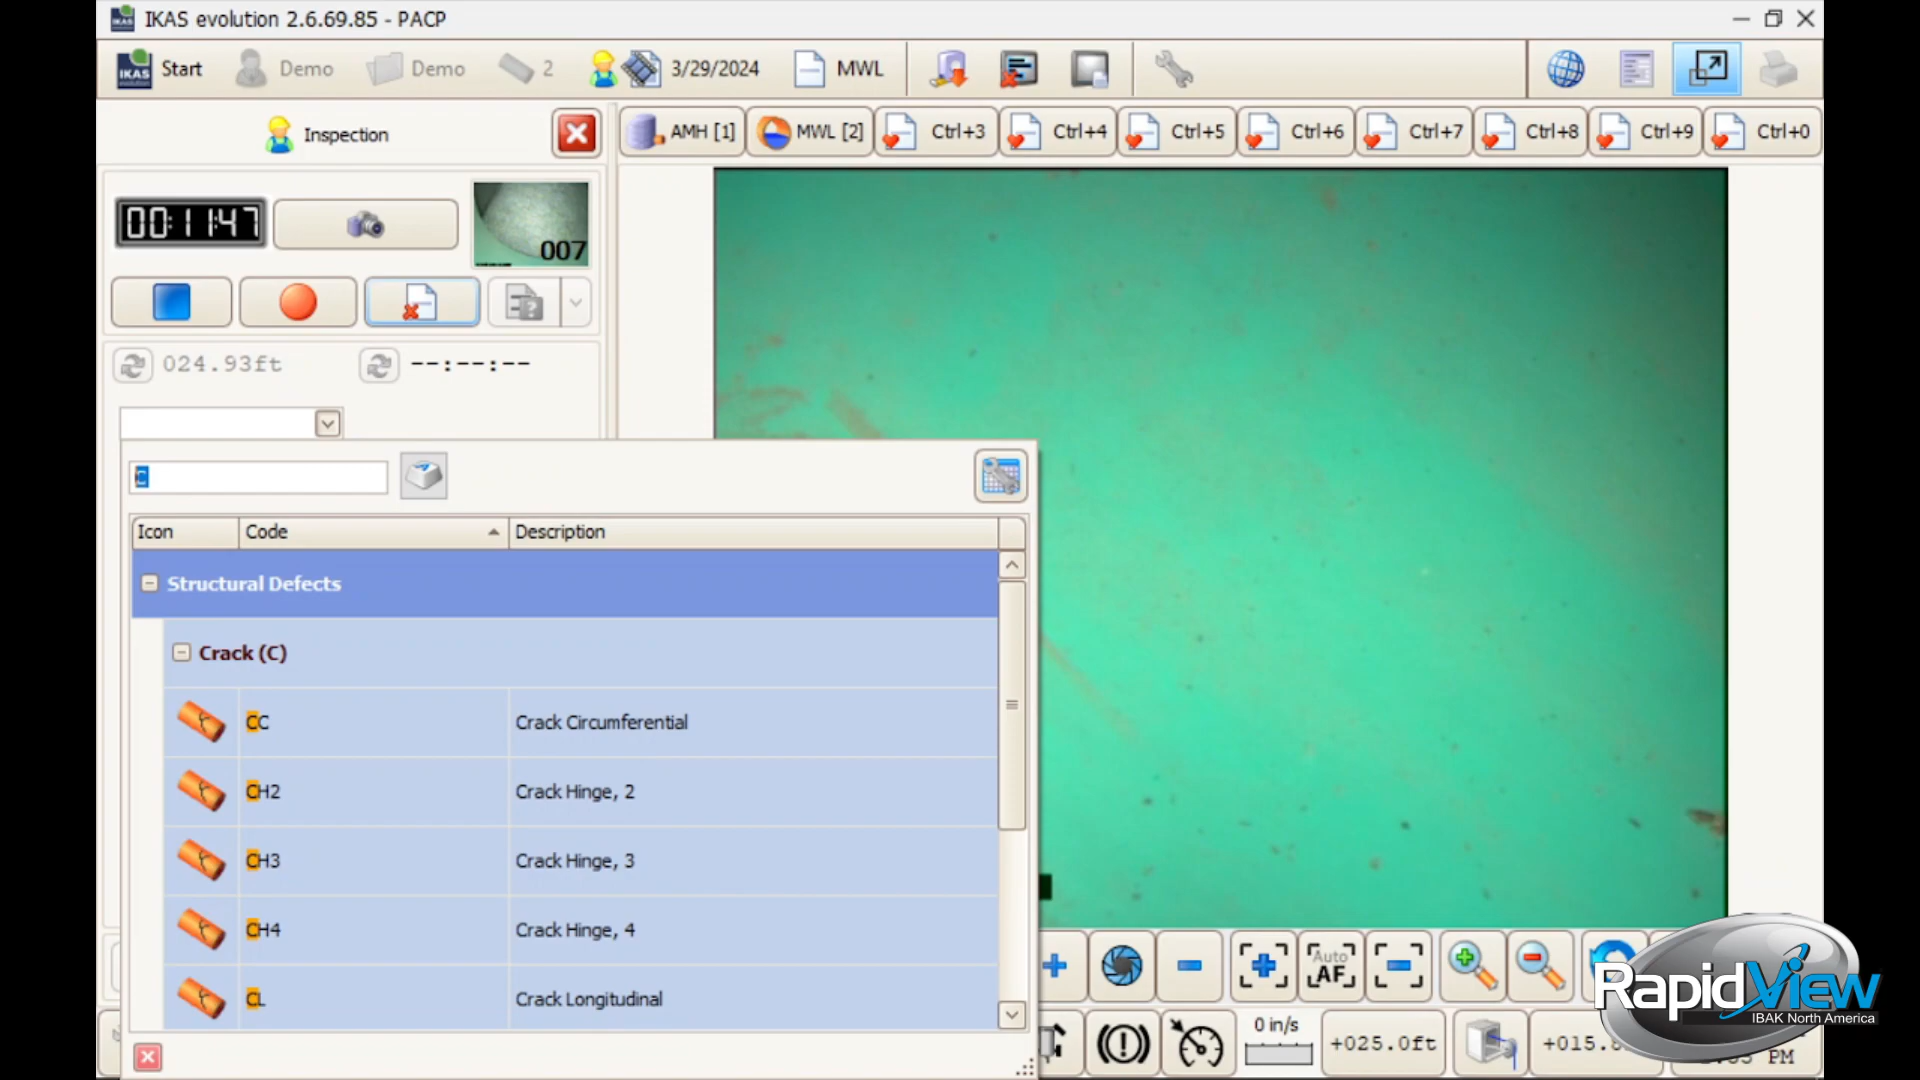 IKAS evolution 2.6.69.85 - PACP
IKAS Start Demo Demo 2 3/29/2024 MWL
Inspection
AMH [1] MWL [2] Ctrl+3 Ctrl+4 Ctrl+5 Ctrl+6 Ctrl+7 Ctrl+8 Ctrl+9 Ctrl+0
00:11:47
007
024.93ft --:--:--
C
Icon Code Description
Structural Defects
Crack (C)
CC Crack Circumferential
CH2 Crack Hinge, 2
CH3 Crack Hinge, 3
CH4 Crack Hinge, 4
CL Crack Longitudinal
Auto
AF
0 in/s
+025.0ft
PM
RapidView
IBAK North America